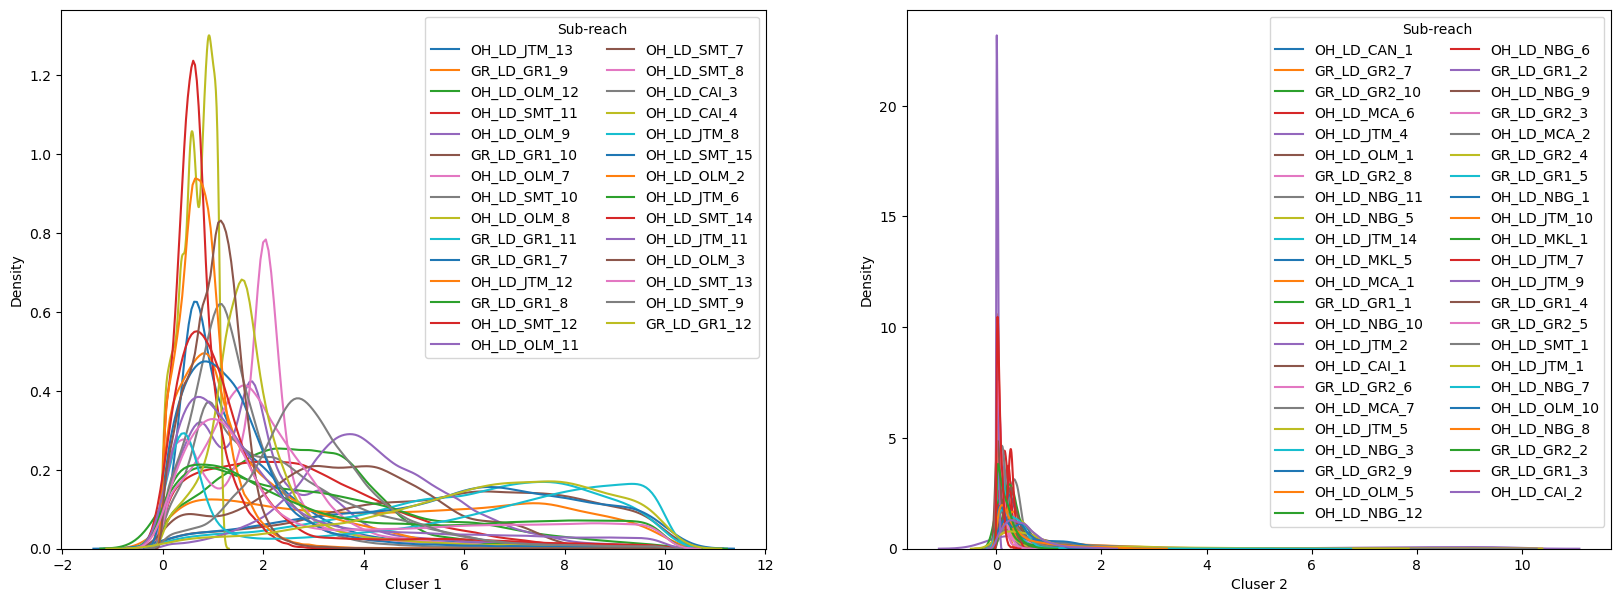 Sub-reach
OH_LD_JTM_13
GR_LD_GR1_9
OH_LD_OLM_12
OH_LD_SMT_11
OH_LD_OLM_9
GR_LD_GR1_10
OH_LD_OLM_7
OH_LD_SMT_10
OH_LD_OLM_8
GR_LD_GR1_11
GR_LD_GR1_7
OH_LD_JTM_12
GR_LD_GR1_8
OH_LD_SMT_12
OH_LD_OLM_11
OH_LD_SMT_7
OH_LD_SMT_8
OH_LD_CAI_3
OH_LD_CAI_4
OH_LD_JTM_8
OH_LD_SMT_15
OH_LD_OLM_2
OH_LD_JTM_6
OH_LD_SMT_14
OH_LD_JTM_11
OH_LD_OLM_3
OH_LD_SMT_13
OH_LD_SMT_9
GR_LD_GR1_12
Density
1.2
1.0
0.8
0.6
0.4
0.2
0.0
−2
0
2
4
6
8
10
12
Cluser 1
Sub-reach
OH_LD_CAN_1
GR_LD_GR2_7
GR_LD_GR2_10
OH_LD_MCA_6
OH_LD_JTM_4
OH_LD_OLM_1
GR_LD_GR2_8
OH_LD_NBG_11
OH_LD_NBG_5
OH_LD_JTM_14
OH_LD_MKL_5
OH_LD_MCA_1
GR_LD_GR1_1
OH_LD_NBG_10
OH_LD_JTM_2
OH_LD_CAI_1
GR_LD_GR2_6
OH_LD_MCA_7
OH_LD_JTM_5
OH_LD_NBG_3
GR_LD_GR2_9
OH_LD_OLM_5
OH_LD_NBG_12
OH_LD_NBG_6
GR_LD_GR1_2
OH_LD_NBG_9
GR_LD_GR2_3
OH_LD_MCA_2
GR_LD_GR2_4
GR_LD_GR1_5
OH_LD_NBG_1
OH_LD_JTM_10
OH_LD_MKL_1
OH_LD_JTM_7
OH_LD_JTM_9
GR_LD_GR1_4
GR_LD_GR2_5
OH_LD_SMT_1
OH_LD_JTM_1
OH_LD_NBG_7
OH_LD_OLM_10
OH_LD_NBG_8
GR_LD_GR2_2
GR_LD_GR1_3
OH_LD_CAI_2
Density
20
15
10
5
0
0
2
4
6
8
10
Cluser 2